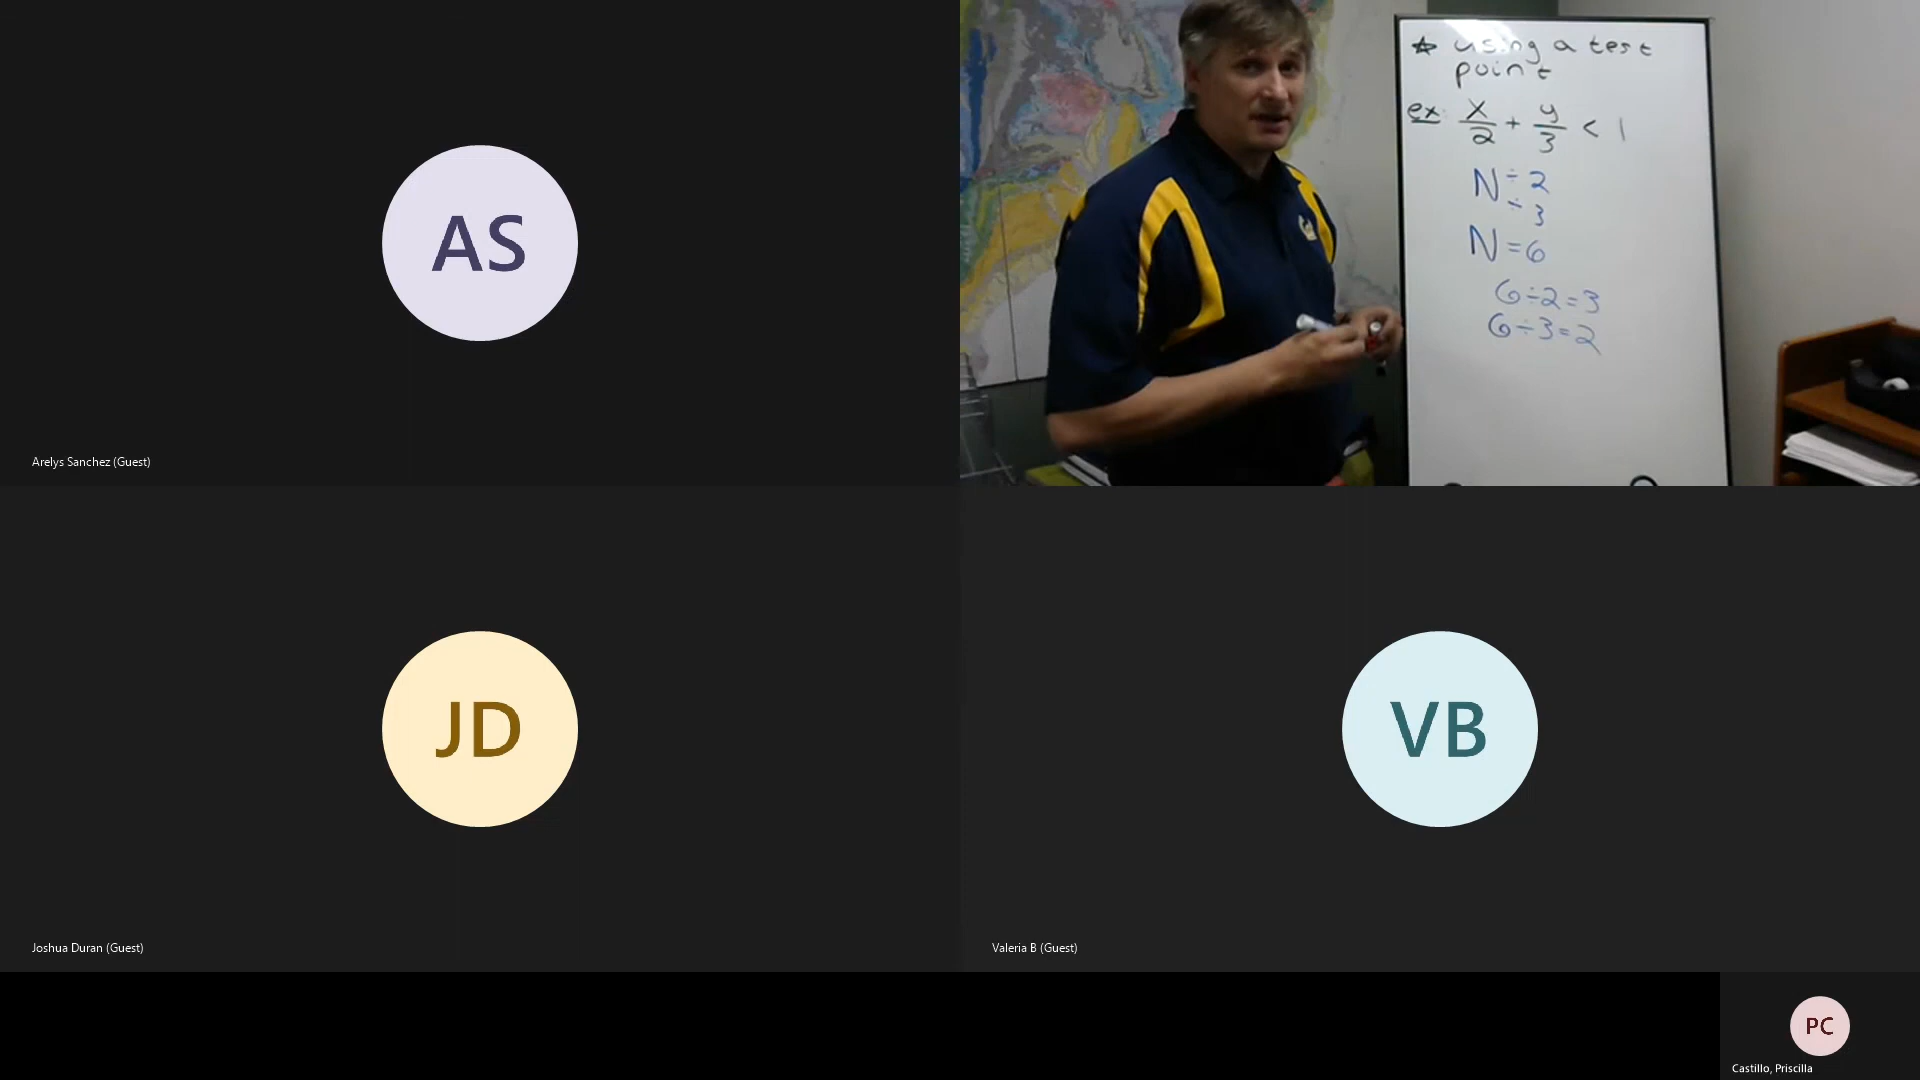 AS
Arelys Sanchez (Guest)
★ using a test
point
ex: x/2 + y/3 < 1
N ÷ 2
÷ 3
N = 6
6 ÷ 2 = 3
6 ÷ 3 = 2
JD
Joshua Duran (Guest)
VB
Valeria B (Guest)
PC
Castillo, Priscilla